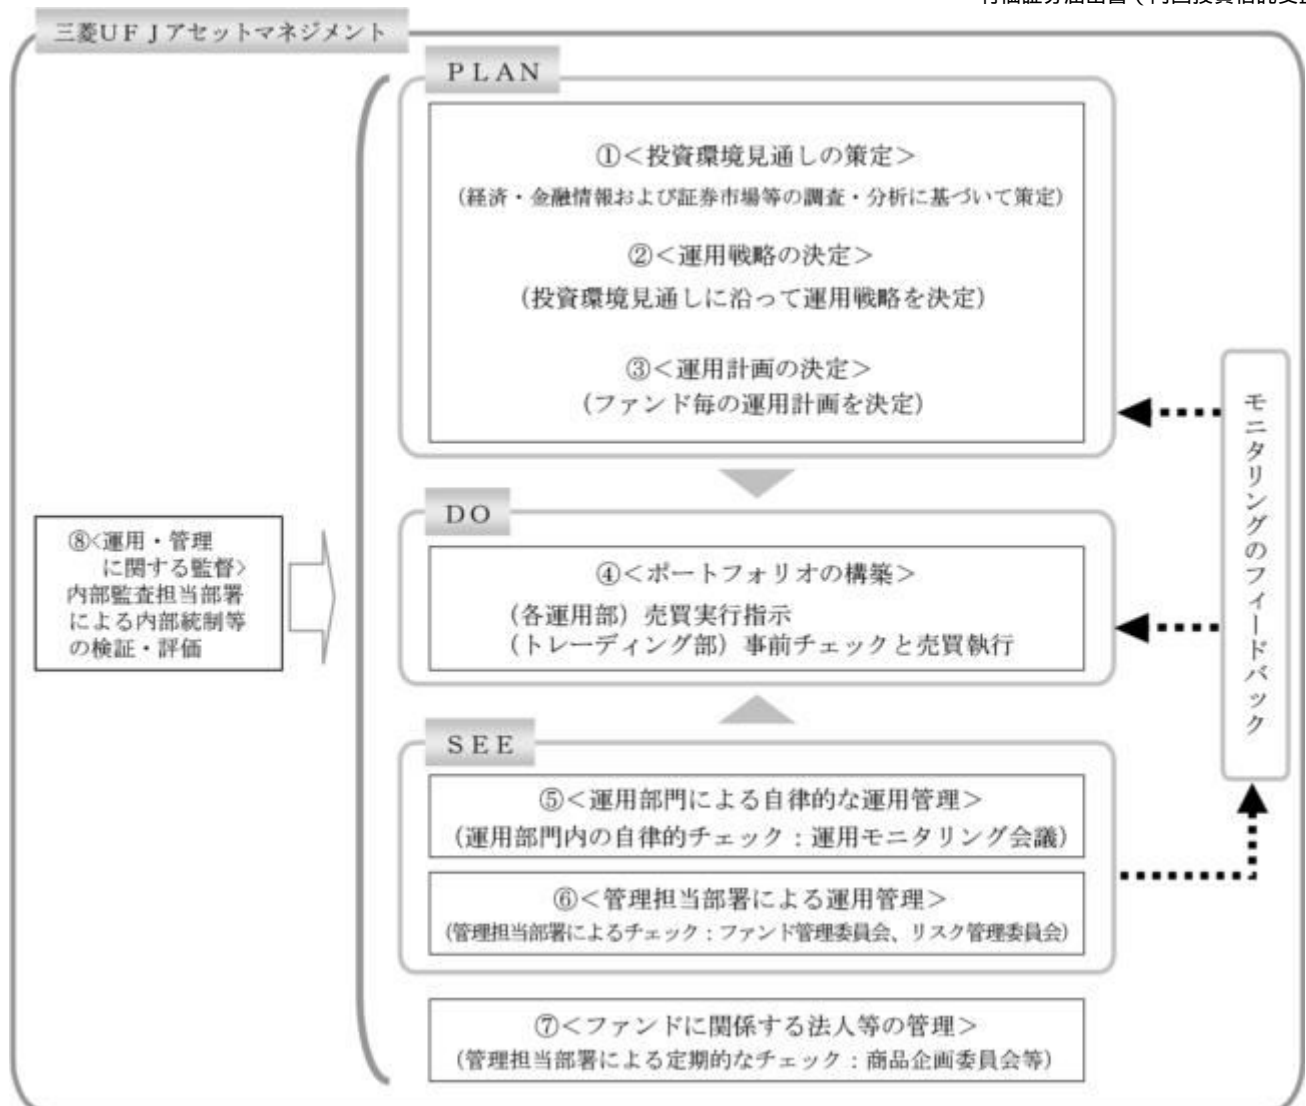 三菱UFJアセットマネジメント
PLAN
①<投資環境見通しの策定>
(経済・金融情報および証券市場等の調査・分析に基づいて策定)
②<運用戦略の決定>
(投資環境見通しに沿って運用戦略を決定)
③<運用計画の決定>
(ファンド毎の運用計画を決定)
DO
④<ポートフォリオの構築>
(各運用部)売買実行指示
(トレーディング部)事前チェックと売買執行
SEE
⑤<運用部門による自律的な運用管理>
(運用部門内の自律的チェック:運用モニタリング会議)
⑥<管理担当部署による運用管理>
(管理担当部署によるチェック:ファンド管理委員会、リスク管理委員会)
⑦<ファンドに関係する法人等の管理>
(管理担当部署による定期的なチェック:商品企画委員会等)
⑧<運用・管理
に関する監督>
内部監査担当部署
による内部統制等
の検証・評価
モニタリングのフィードバック